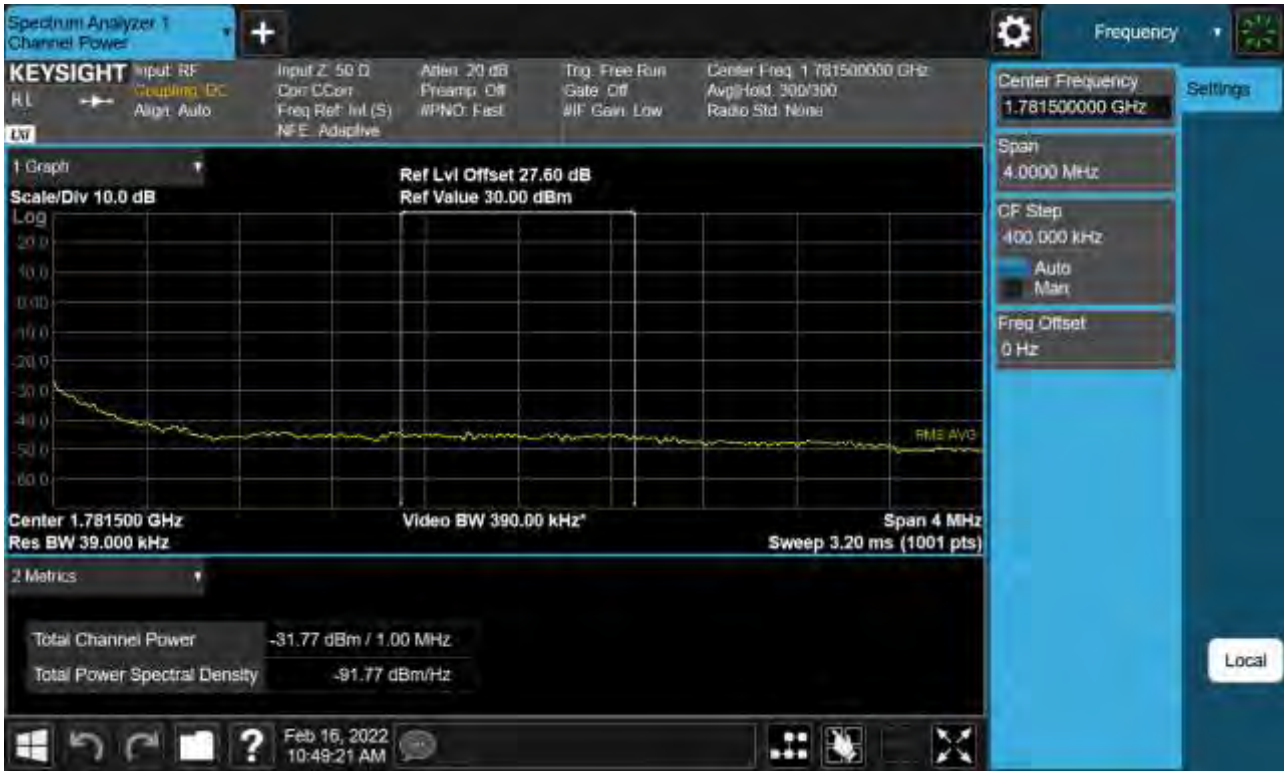 Spectrum Analyzer 1
Channel Power
Frequency
KEYSIGHT
RL
LXI
Input: RF
Coupling: DC
Align: Auto
Input Z: 50 Ω
Corr CCorr
Freq Ref: Int (S)
NFE: Adaptive
Atten: 20 dB
Preamp: Off
#PNO: Fast
Trig: Free Run
Gate: Off
#IF Gain: Low
Center Freq: 1.781500000 GHz
Avg|Hold: 300/300
Radio Std: None
1 Graph
Scale/Div 10.0 dB
Ref Lvl Offset 27.60 dB
Ref Value 30.00 dBm
Log
20.0
10.0
0.00
-10.0
-20.0
-30.0
-40.0
-50.0
-60.0
RMS AVG
Center 1.781500 GHz
Res BW 39.000 kHz
Video BW 390.00 kHz*
Span 4 MHz
Sweep 3.20 ms (1001 pts)
2 Metrics
Total Channel Power
-31.77 dBm / 1.00 MHz
Total Power Spectral Density
-91.77 dBm/Hz
Center Frequency
1.781500000 GHz
Span
4.0000 MHz
CF Step
400.000 kHz
Auto
Man
Freq Offset
0 Hz
Settings
Local
?
Feb 16, 2022
10:49:21 AM